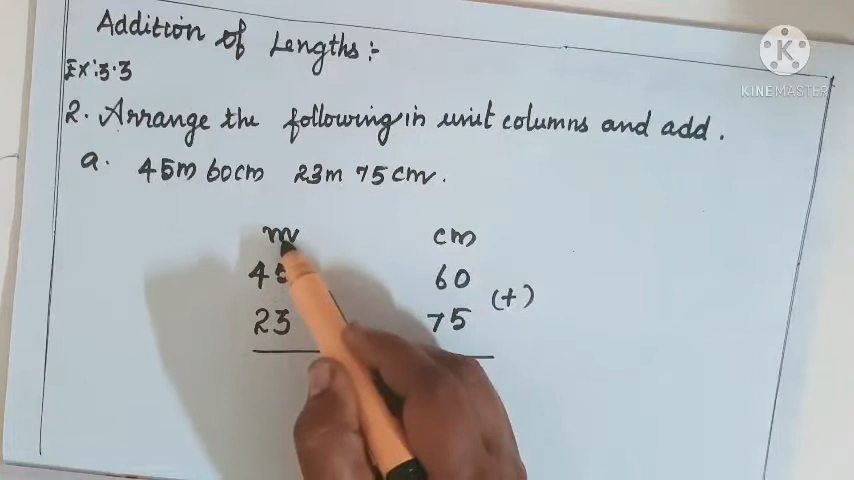 Addition of Lengths:-
Ex:3.3
2. Arrange the following in unit columns and add.
a. 45m 60cm 23m 75cm.
m cm
45 60
(+)
23 75
K
KINEMASTER